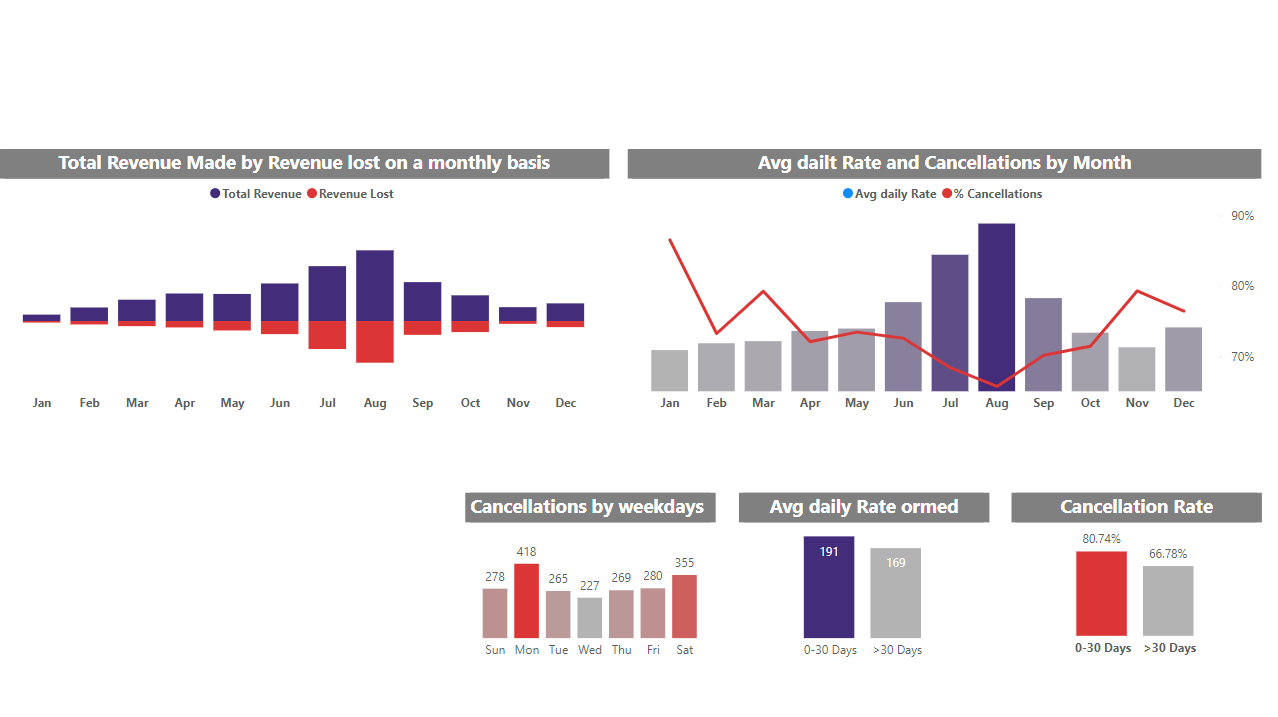 Total Revenue Made by Revenue lost on a monthly basis
Total Revenue Revenue Lost
Jan Feb Mar Apr May Jun Jul Aug Sep Oct Nov Dec
Avg dailt Rate and Cancellations by Month
Avg daily Rate % Cancellations
90%
80%
70%
Jan Feb Mar Apr May Jun Jul Aug Sep Oct Nov Dec
Cancellations by weekdays
278 418 265 227 269 280 355
Sun Mon Tue Wed Thu Fri Sat
Avg daily Rate ormed
191 169
0-30 Days >30 Days
Cancellation Rate
80.74% 66.78%
0-30 Days >30 Days